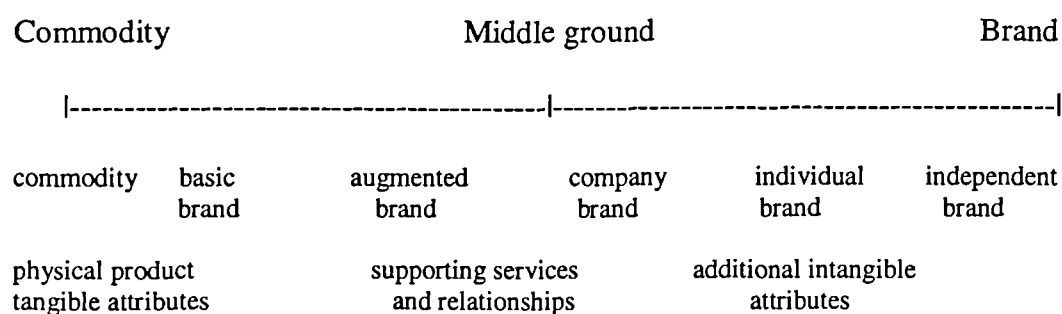 Commodity Middle ground Brand
|--------------------------------------------|----------------------------------------------|
commodity basic augmented company individual independent
brand brand brand brand brand
physical product supporting services additional intangible
tangible attributes and relationships attributes